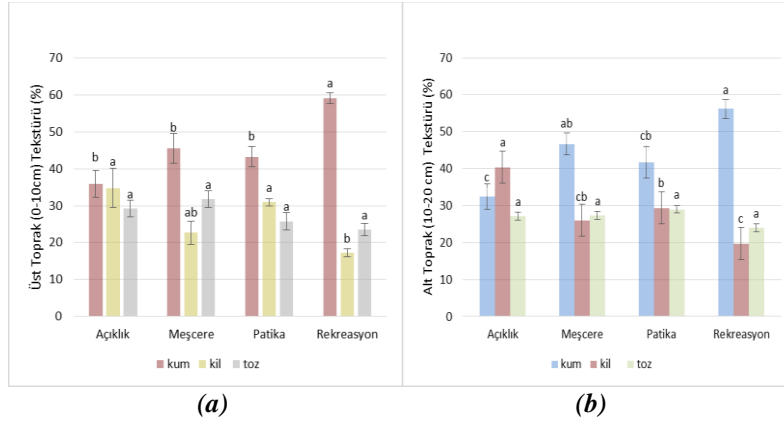 Üst Toprak (0-10cm) Tekstürü (%)
70
60
50
40
30
20
10
0
b a a
b ab a
b a a
a b a
Açıklık Meşcere Patika Rekreasyon
kum kil toz
(a)
Alt Toprak (10-20 cm) Tekstürü (%)
70
60
50
40
30
20
10
0
c a a
ab cb a
cb b a
a c a
Açıklık Meşcere Patika Rekreasyon
kum kil toz
(b)